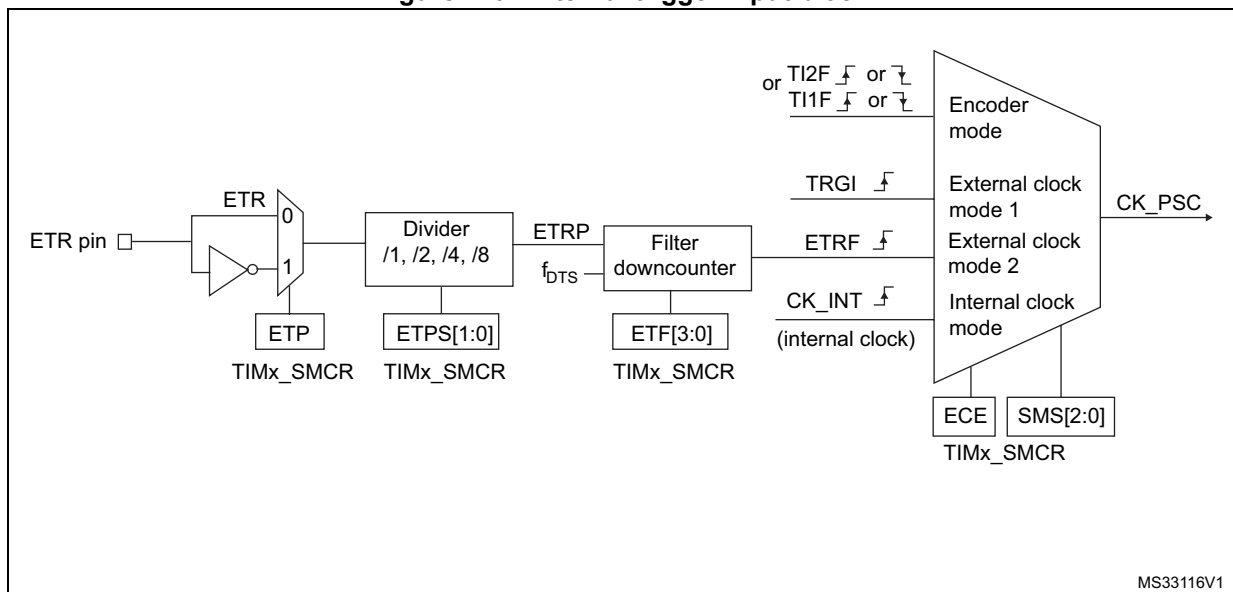 or TI2F or
TI1F or
Encoder
mode
TRGI
External clock
mode 1
CK_PSC
ETR
0
ETR pin
1
Divider
/1, /2, /4, /8
ETRP
fDTS
Filter
downcounter
ETRF
External clock
mode 2
CK_INT
(internal clock)
Internal clock
mode
ETP
TIMx_SMCR
ETPS[1:0]
TIMx_SMCR
ETF[3:0]
TIMx_SMCR
ECE
SMS[2:0]
TIMx_SMCR
MS33116V1